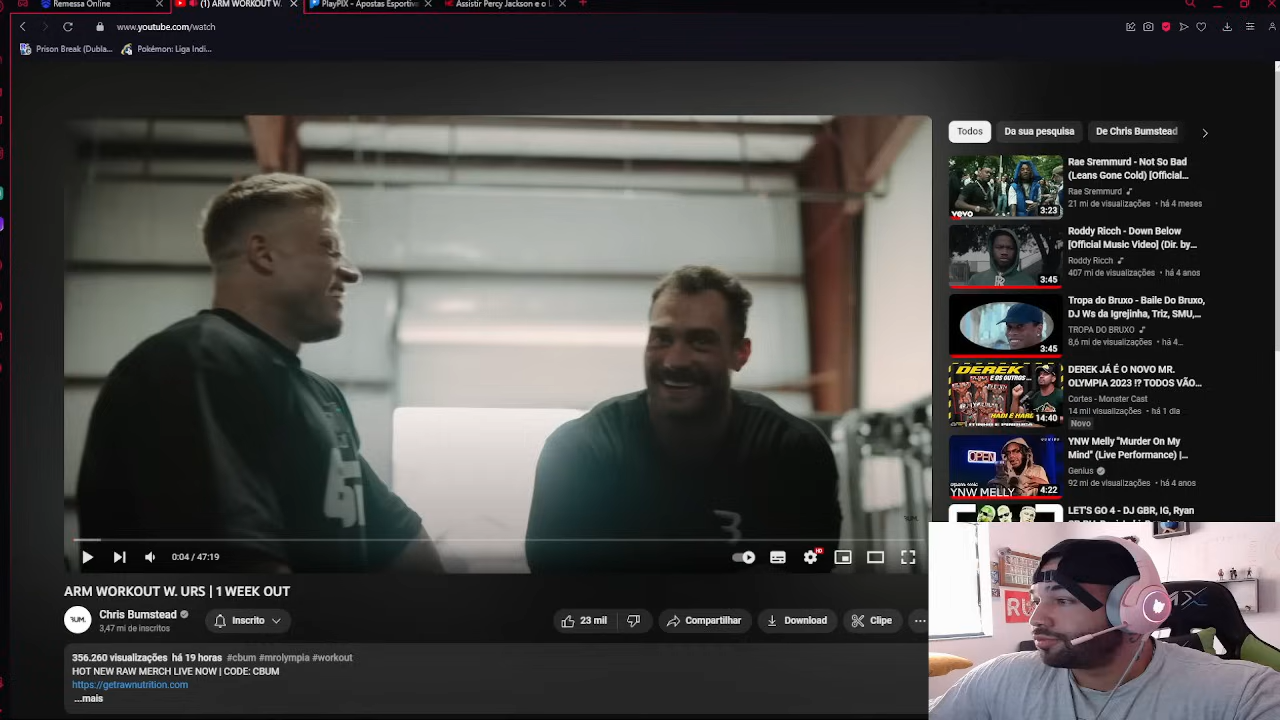 Remessa Online
(1) ARM WORKOUT W.
PlayPIX - Apostas Esportiv
Assistir Percy Jackson e o L
www.youtube.com/watch
Prison Break (Dubla...
Pokémon: Liga Indi...
Todos
Da sua pesquisa
De Chris Bumstead
Rae Sremmurd - Not So Bad
(Leans Gone Cold) [Official...
Rae Sremmurd
21 mi de visualizações • há 4 meses
vevo
3:23
Roddy Ricch - Down Below
[Official Music Video] (Dir. by...
Roddy Ricch
407 mi de visualizações • há 4 anos
3:45
Tropa do Bruxo - Baile Do Bruxo,
DJ Ws da Igrejinha, Triz, SMU,...
TROPA DO BRUXO
8,6 mi de visualizações • há 4...
3:45
DEREK
E OS OUTROS...
14:40
DEREK JÁ É O NOVO MR.
OLYMPIA 2023 !? TODOS VÃO...
Cortes - Monster Cast
14 mil visualizações • há 1 dia
Novo
OPEN
YNW MELLY
4:22
YNW Melly "Murder On My
Mind" (Live Performance) |...
Genius
92 mi de visualizações • há 4 anos
LET'S GO 4 - DJ GBR, IG, Ryan
0:04 / 47:19
HD
ARM WORKOUT W. URS | 1 WEEK OUT
BUM.
Chris Bumstead
3,47 mi de inscritos
Inscrito
23 mil
Compartilhar
Download
Clipe
356.260 visualizações há 19 horas #cbum #mrolympia #workout
HOT NEW RAW MERCH LIVE NOW | CODE: CBUM
https://getrawnutrition.com
...mais